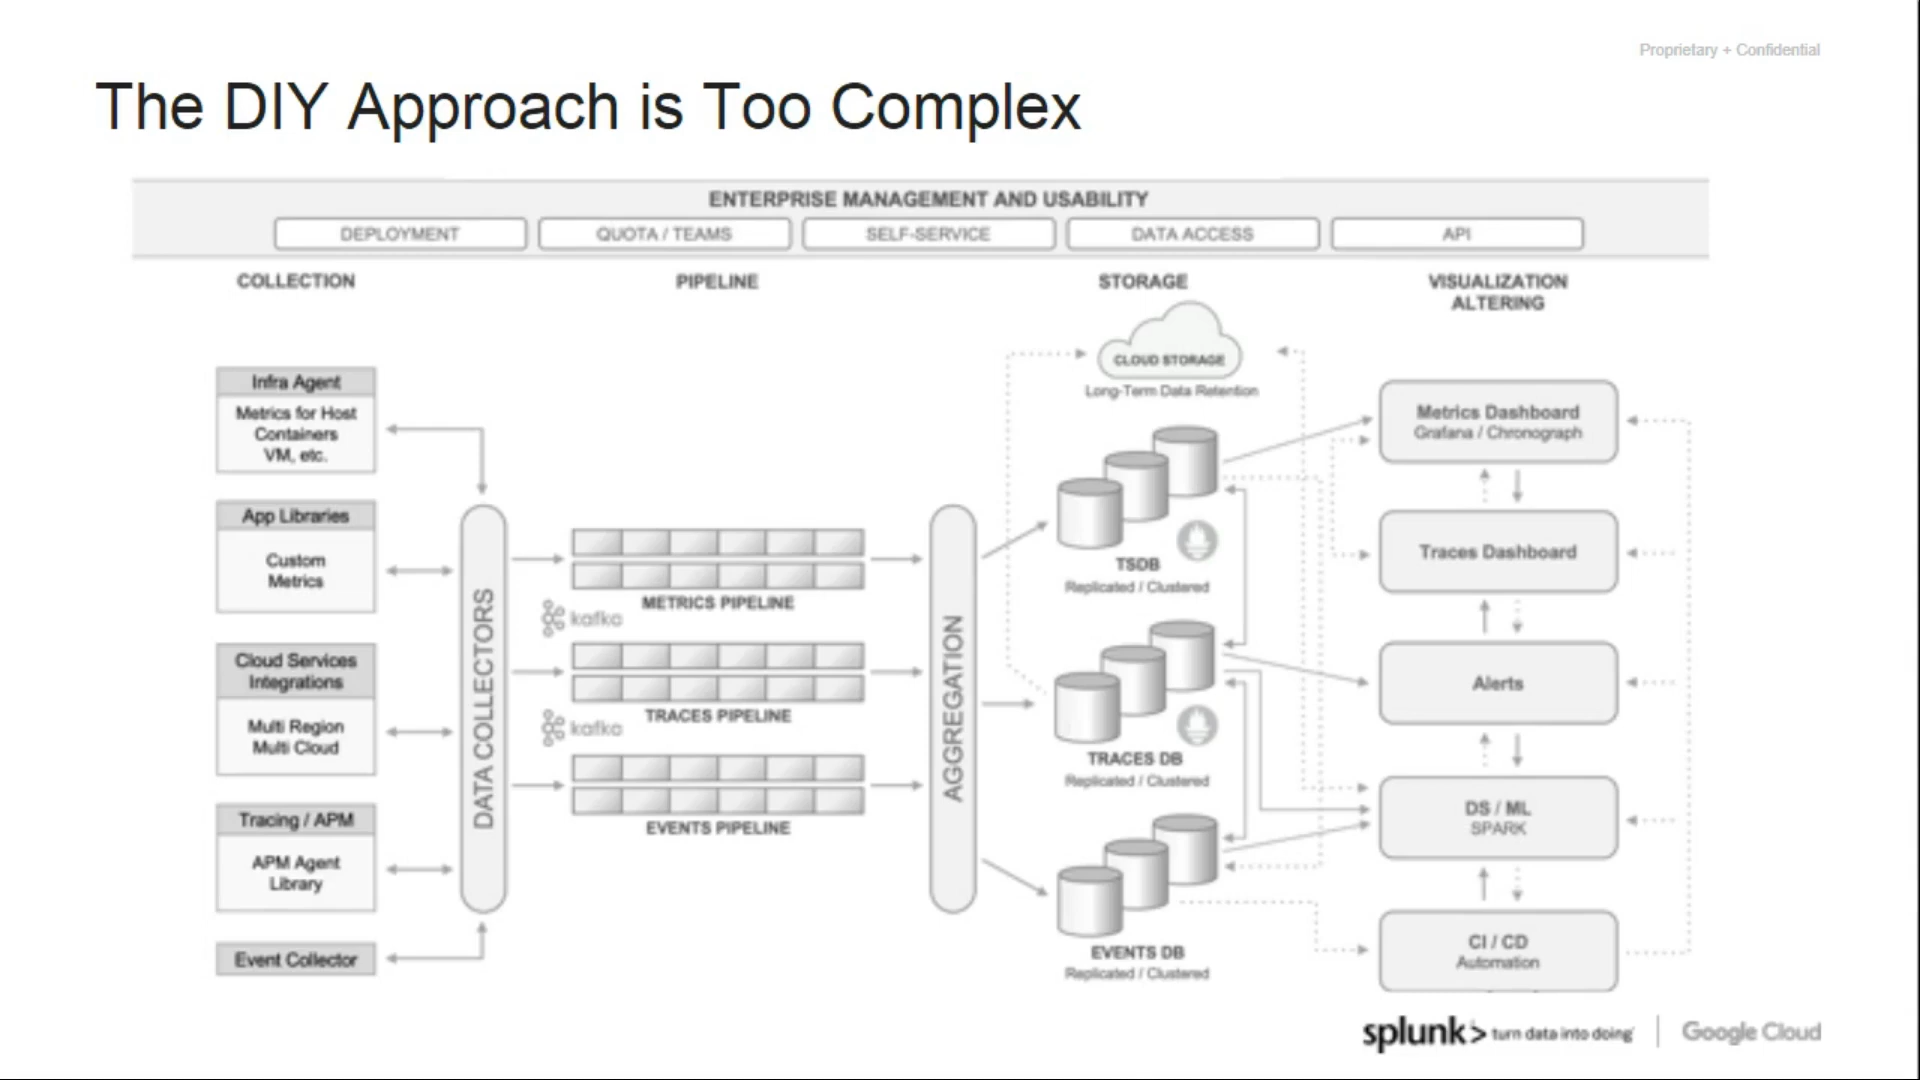 Proprietary + Confidential
The DIY Approach is Too Complex
ENTERPRISE MANAGEMENT AND USABILITY
DEPLOYMENT
QUOTA / TEAMS
SELF-SERVICE
DATA ACCESS
API
COLLECTION
PIPELINE
STORAGE
VISUALIZATION
ALTERING
Infra Agent
Metrics for Host
Containers
VM, etc.
App Libraries
Custom
Metrics
Cloud Services
Integrations
Multi Region
Multi Cloud
Tracing / APM
APM Agent
Library
Event Collector
DATA COLLECTORS
METRICS PIPELINE
kafka
TRACES PIPELINE
kafka
EVENTS PIPELINE
AGGREGATION
CLOUD STORAGE
Long-Term Data Retention
TSDB
Replicated / Clustered
TRACES DB
Replicated / Clustered
EVENTS DB
Replicated / Clustered
Metrics Dashboard
Grafana / Chronograph
Traces Dashboard
Alerts
DS / ML
SPARK
CI / CD
Automation
splunk> turn data into doing
Google Cloud